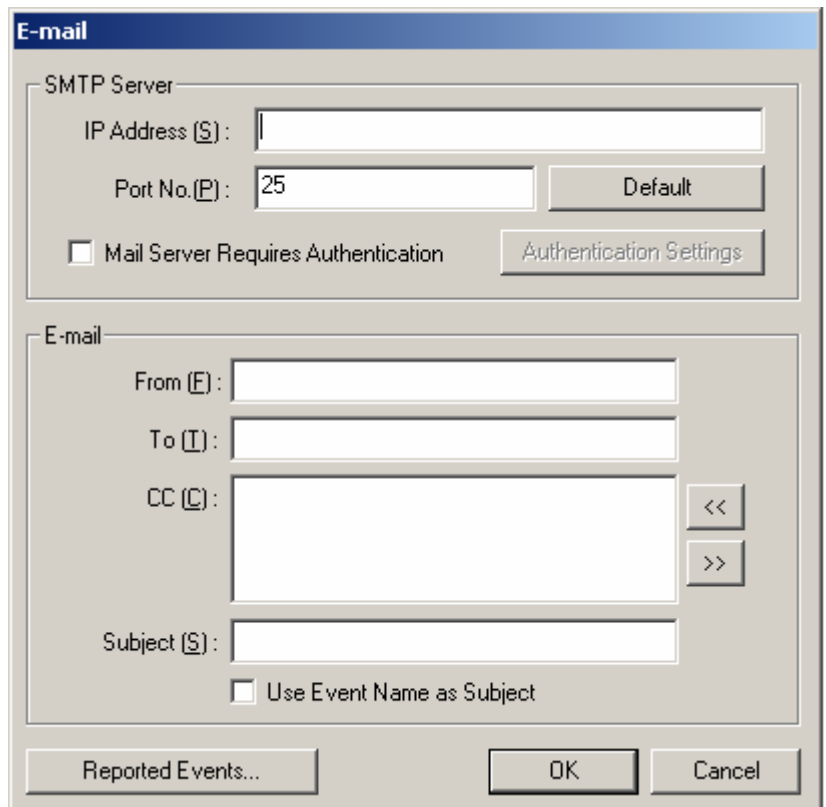 E-mail
SMTP Server
IP Address (S) :
Port No.(P) : 25 Default
Mail Server Requires Authentication Authentication Settings
E-mail
From (F) :
To (T) :
CC (C) :
<<
>>
Subject (S) :
Use Event Name as Subject
Reported Events... OK Cancel